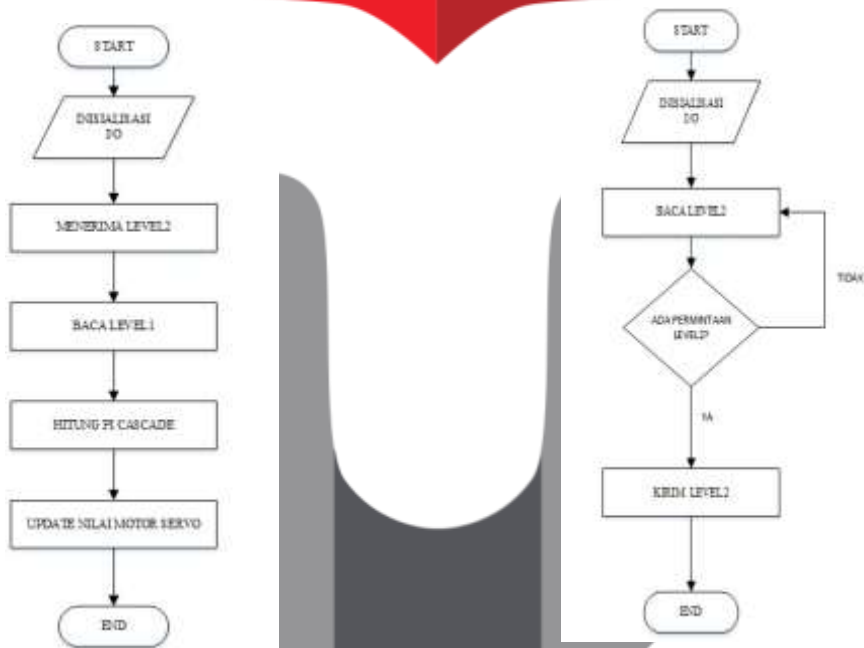 START
INISIALISASI
I/O
MENERIMA LEVEL2
BACA LEVEL1
HITUNG PI CASCADE
UPDATE NILAI MOTOR SERVO
END
START
INISIALISASI
I/O
BACA LEVEL2
TIDAK
ADA PERMINTAAN
LEVEL2?
YA
KIRIM LEVEL2
END